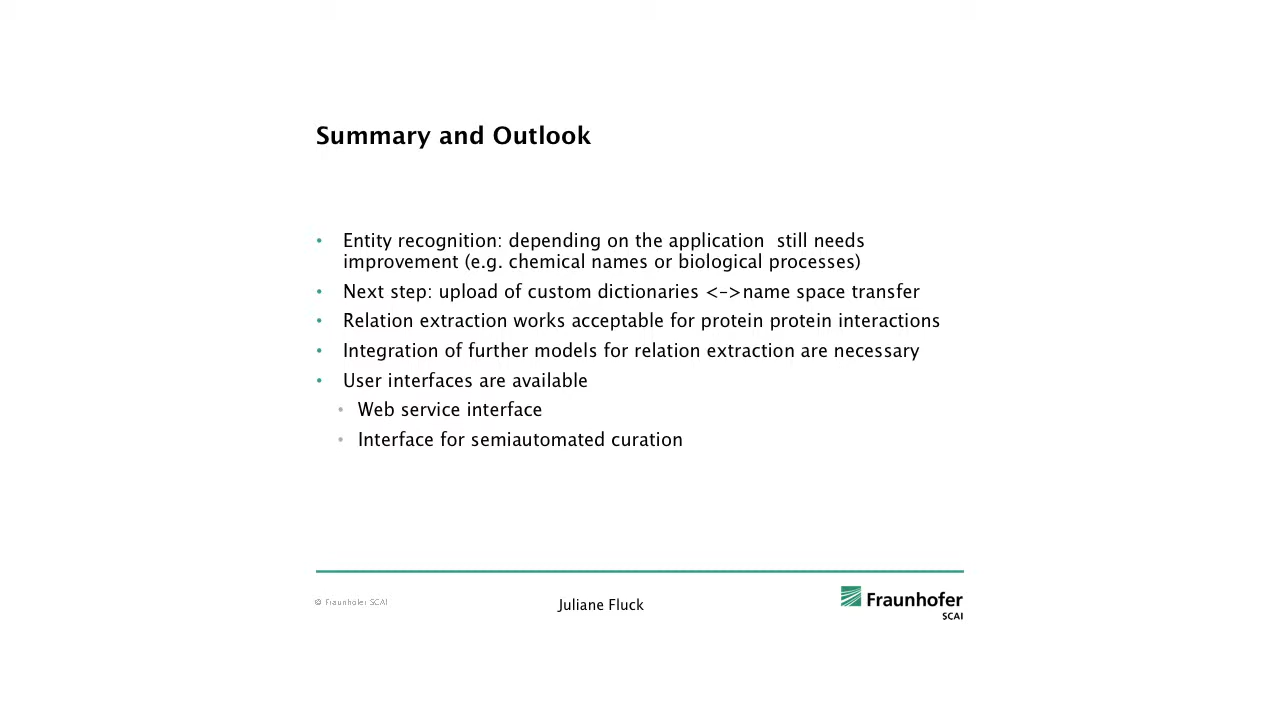 Summary and Outlook
• Entity recognition: depending on the application  still needs
improvement (e.g. chemical names or biological processes)
• Next step: upload of custom dictionaries <->name space transfer
• Relation extraction works acceptable for protein protein interactions
• Integration of further models for relation extraction are necessary
• User interfaces are available
• Web service interface
• Interface for semiautomated curation
© Fraunhofer SCAI
Juliane Fluck
Fraunhofer
SCAI